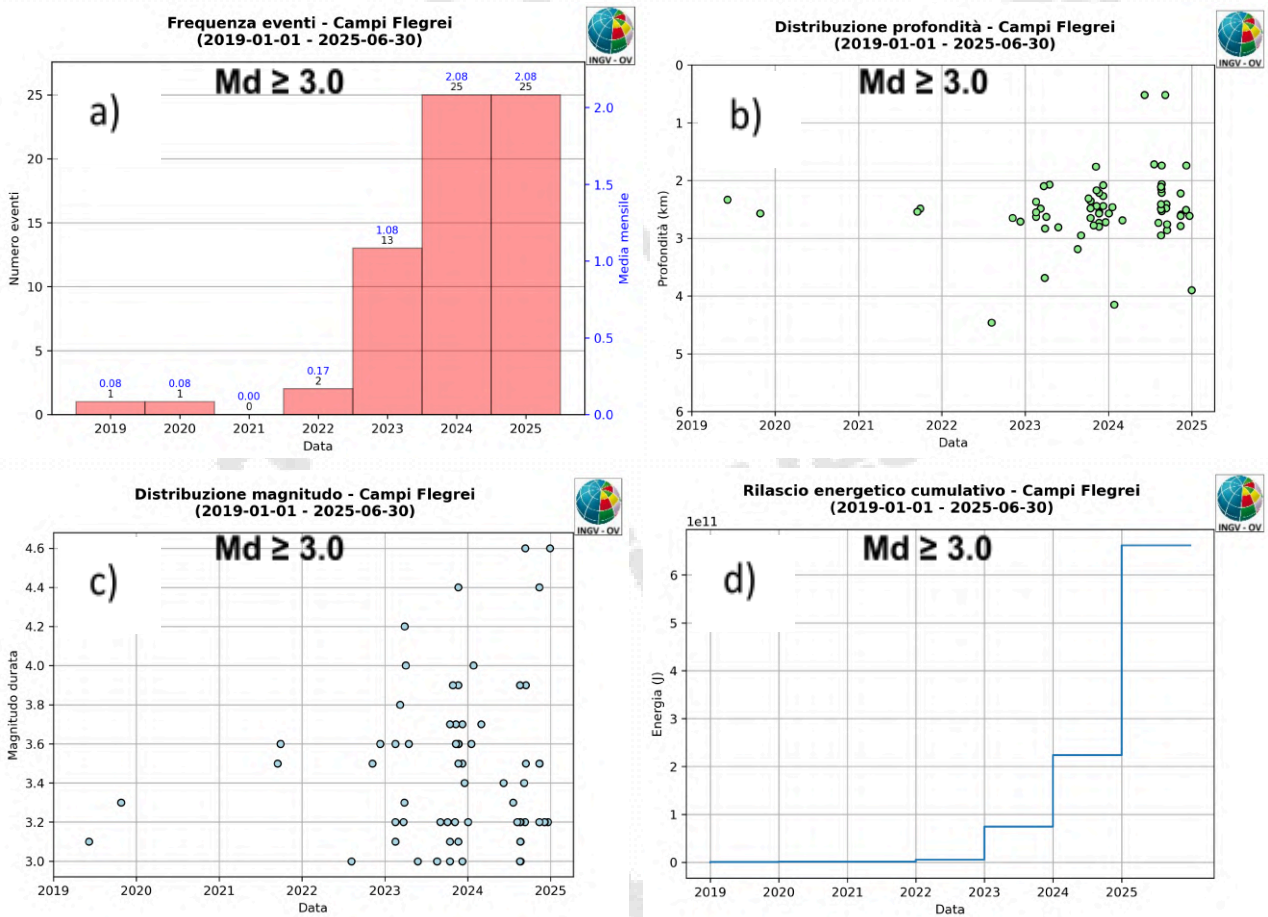 Frequenza eventi - Campi Flegrei
(2019-01-01 - 2025-06-30)
INGV - OV
Md ≥ 3.0
a)
Numero eventi
25
20
15
10
5
0
0.08
1
0.08
1
0.00
0
0.17
2
1.08
13
2.08
25
2.08
25
2.0
1.5
1.0
0.5
0.0
Media mensile
2019 2020 2021 2022 2023 2024 2025
Data
Distribuzione profondità - Campi Flegrei
(2019-01-01 - 2025-06-30)
INGV - OV
Md ≥ 3.0
b)
Profondità (km)
0
1
2
3
4
5
6
2019 2019 2020 2021 2022 2023 2024 2025
Data
Distribuzione magnitudo - Campi Flegrei
(2019-01-01 - 2025-06-30)
INGV - OV
Md ≥ 3.0
c)
Magnitudo durata
4.6
4.4
4.2
4.0
3.8
3.6
3.4
3.2
3.0
2019 2020 2021 2022 2023 2024 2025
Data
Rilascio energetico cumulativo - Campi Flegrei
(2019-01-01 - 2025-06-30)
INGV - OV
1e11
Md ≥ 3.0
d)
Energia (J)
6
5
4
3
2
1
0
2019 2020 2021 2022 2023 2024 2025
Data